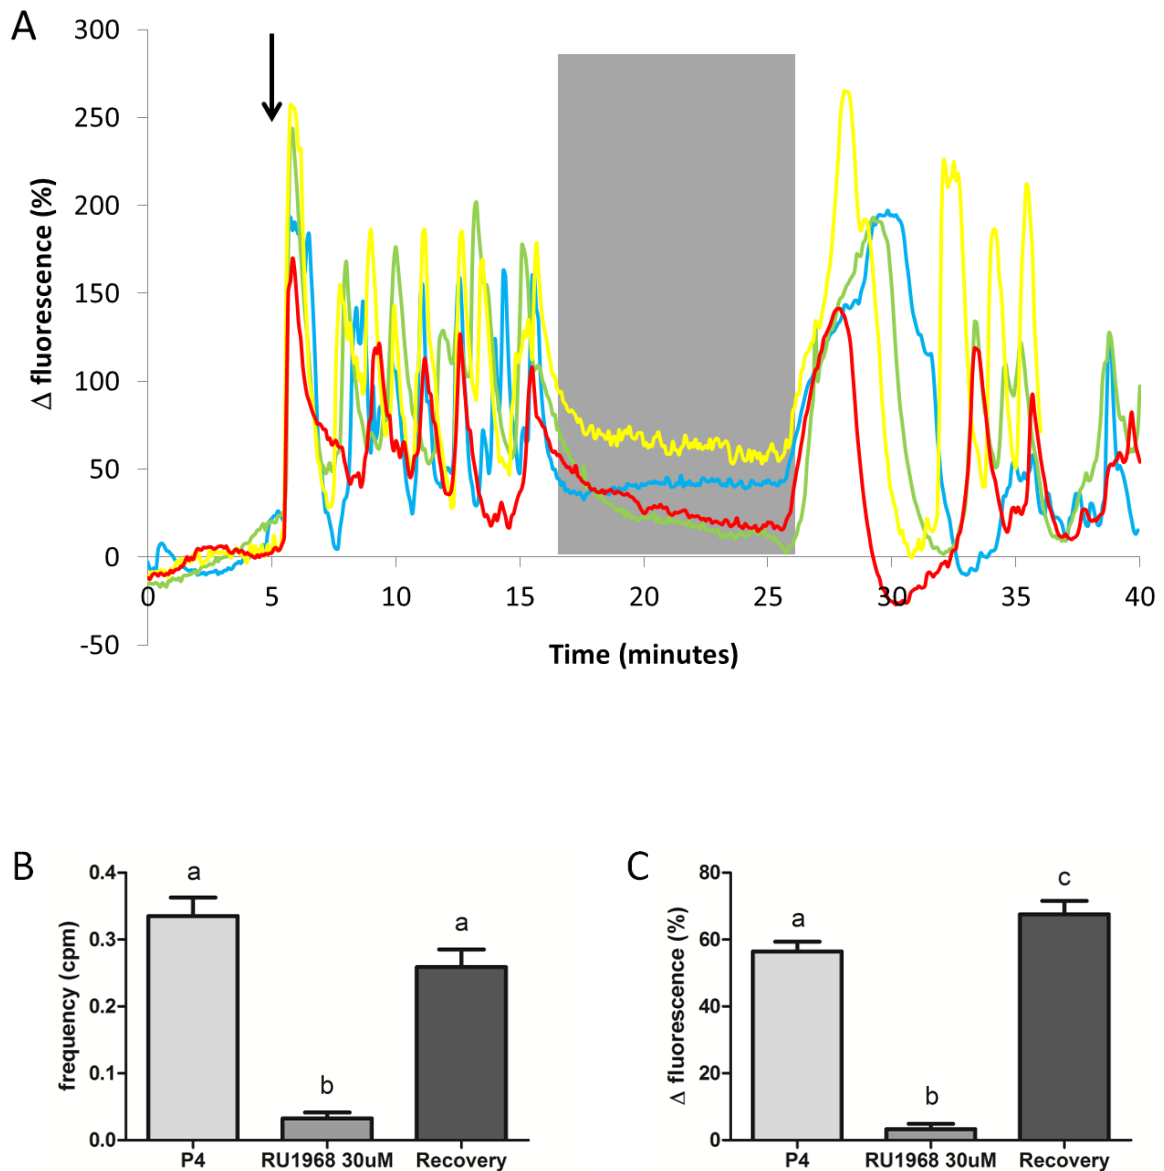 A
300
250
200
150
100
50
0
-50
Δ fluorescence (%)
0 5 10 15 20 25 30 35 40
Time (minutes)
B
0.4
0.3
0.2
0.1
0.0
frequency (cpm)
a
b
a
P4 RU1968 30uM Recovery
C
80
60
40
20
0
Δ fluorescence (%)
a
b
c
P4 RU1968 30uM Recovery